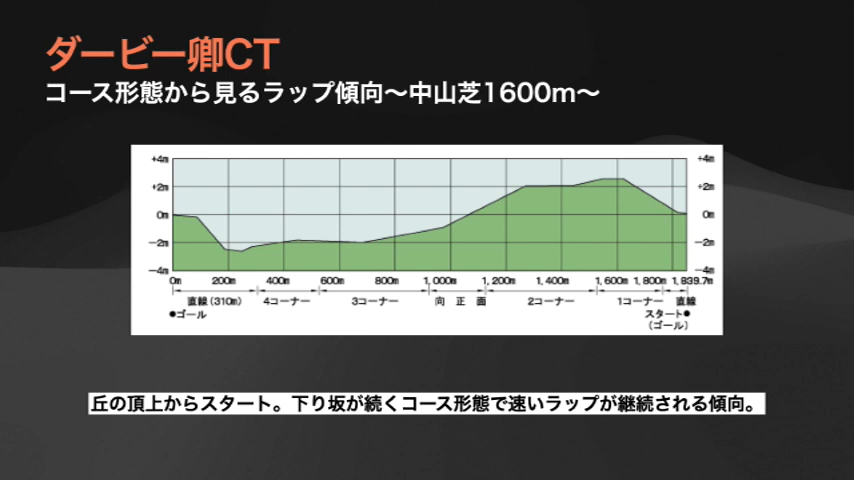 ダービー卿CT
コース形態から見るラップ傾向〜中山芝1600m〜
+4m +4m
+2m +2m
0m 0m
−2m −2m
−4m −4m
0m 200m 400m 600m 800m 1,000m 1,200m 1,400m 1,600m 1,800m 1,839.7m
直線(310m) 4コーナー 3コーナー 向正面 2コーナー 1コーナー 直線
●ゴール スタート●
(ゴール)
丘の頂上からスタート。下り坂が続くコース形態で速いラップが継続される傾向。